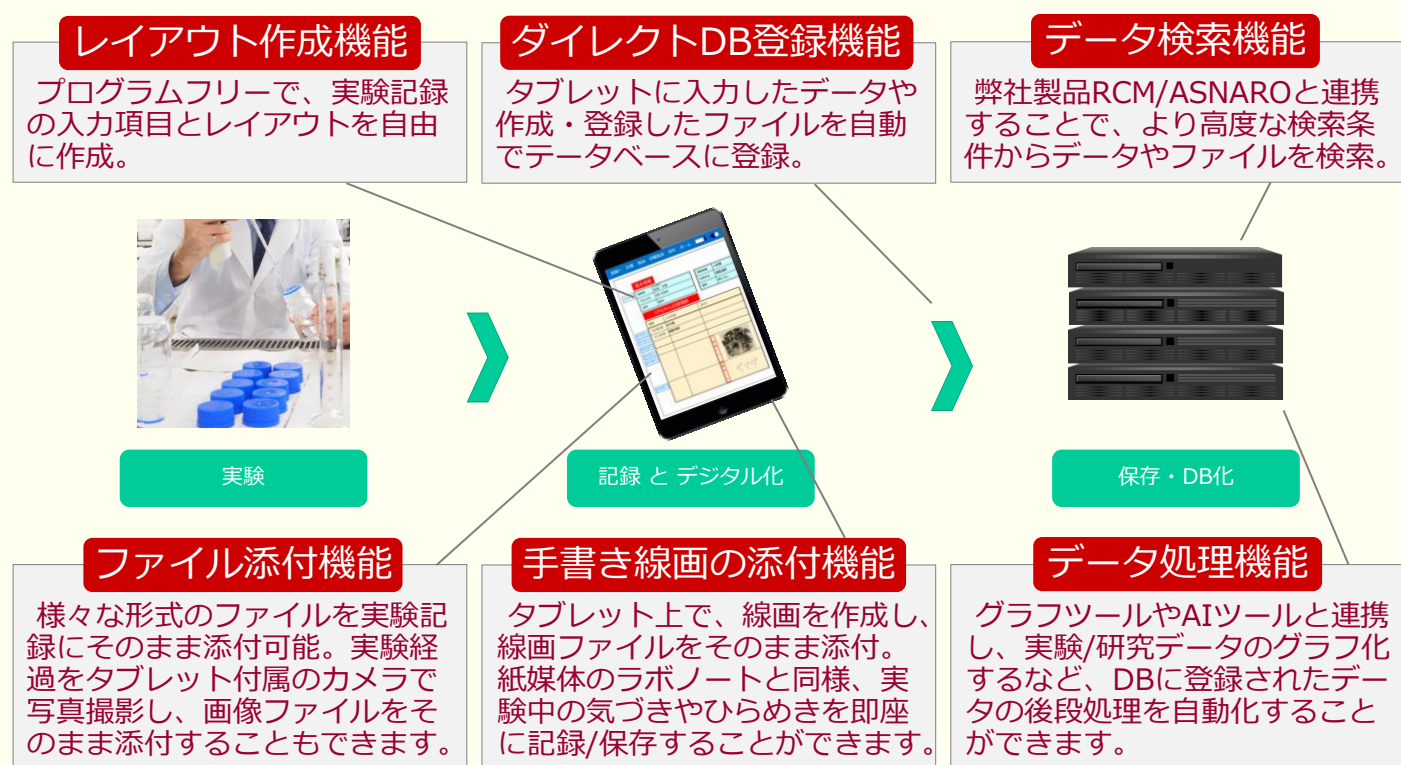 レイアウト作成機能
プログラムフリーで、実験記録
の入力項目とレイアウトを自由
に作成。
ダイレクトDB登録機能
タブレットに入力したデータや
作成・登録したファイルを自動
でテータベースに登録。
データ検索機能
弊社製品RCM/ASNAROと連携
することで、より高度な検索条
件からデータやファイルを検索。
実験
記録 と デジタル化
保存・DB化
ファイル添付機能
様々な形式のファイルを実験記
録にそのまま添付可能。実験経
過をタブレット付属のカメラで
写真撮影し、画像ファイルをそ
のまま添付することもできます。
手書き線画の添付機能
タブレット上で、線画を作成し、
線画ファイルをそのまま添付。
紙媒体のラボノートと同様、実
験中の気づきやひらめきを即座
に記録/保存することができます。
データ処理機能
グラフツールやAIツールと連携
し、実験/研究データのグラフ化
するなど、DBに登録されたデー
タの後段処理を自動化すること
ができます。